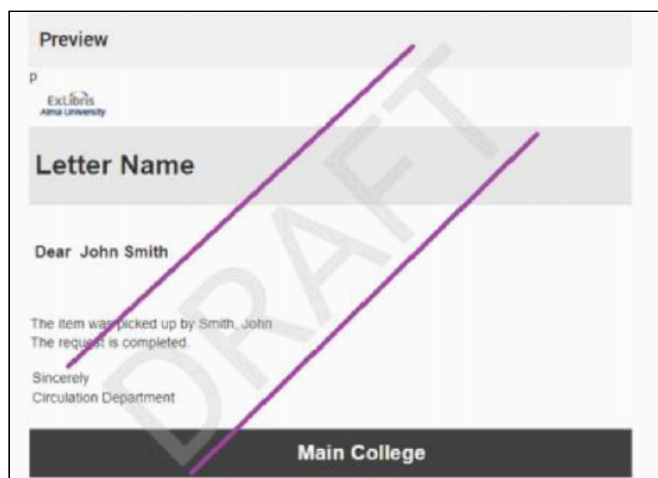 Preview
p
ExLibris
Alma University
Letter Name
Dear John Smith
The item was picked up by Smith, John
The request is completed.
Sincerely
Circulation Department
Main College
DRAFT